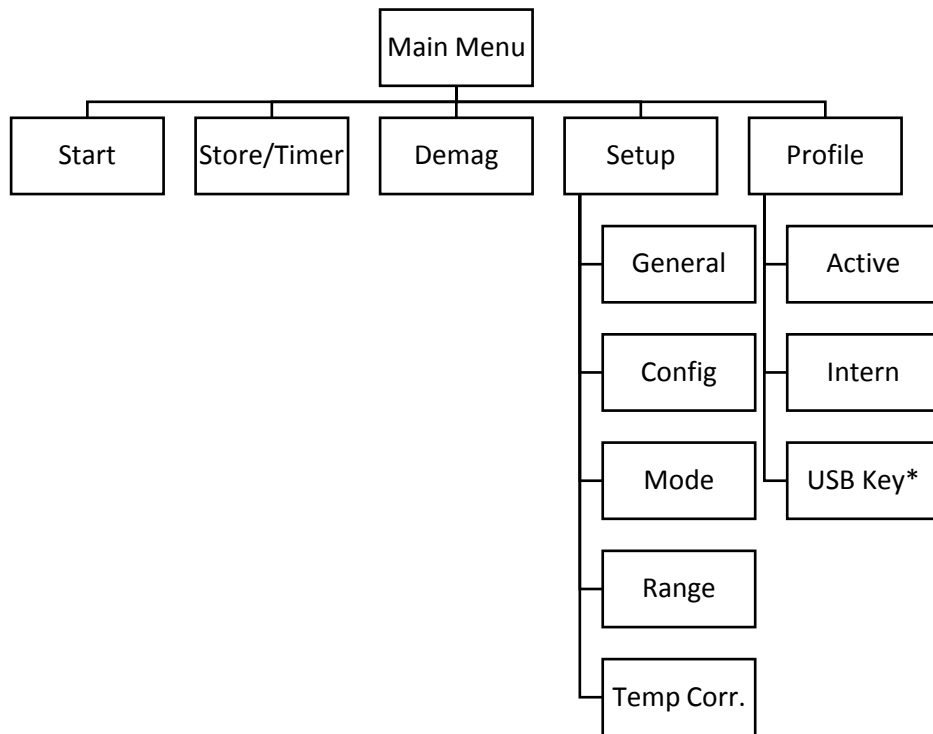 Main Menu
Start
Store/Timer
Demag
Setup
Profile
General
Active
Config
Intern
Mode
USB Key*
Range
Temp Corr.